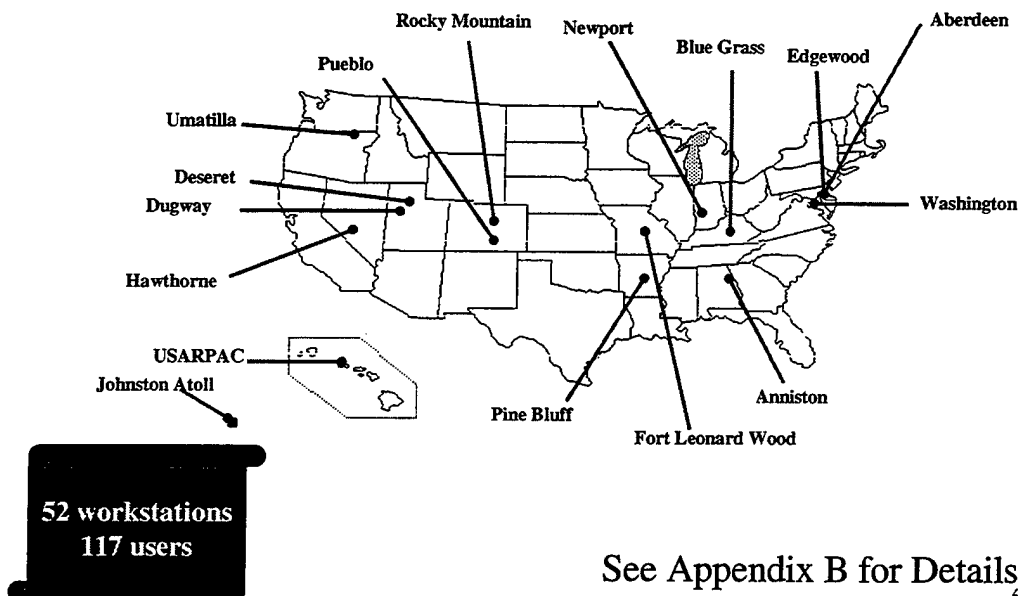 Rocky Mountain
Newport
Aberdeen
Blue Grass
Edgewood
Pueblo
Umatilla
Deseret
Dugway
Washington
Hawthorne
USARPAC
Johnston Atoll
Pine Bluff
Anniston
Fort Leonard Wood
52 workstations
117 users
See Appendix B for Details